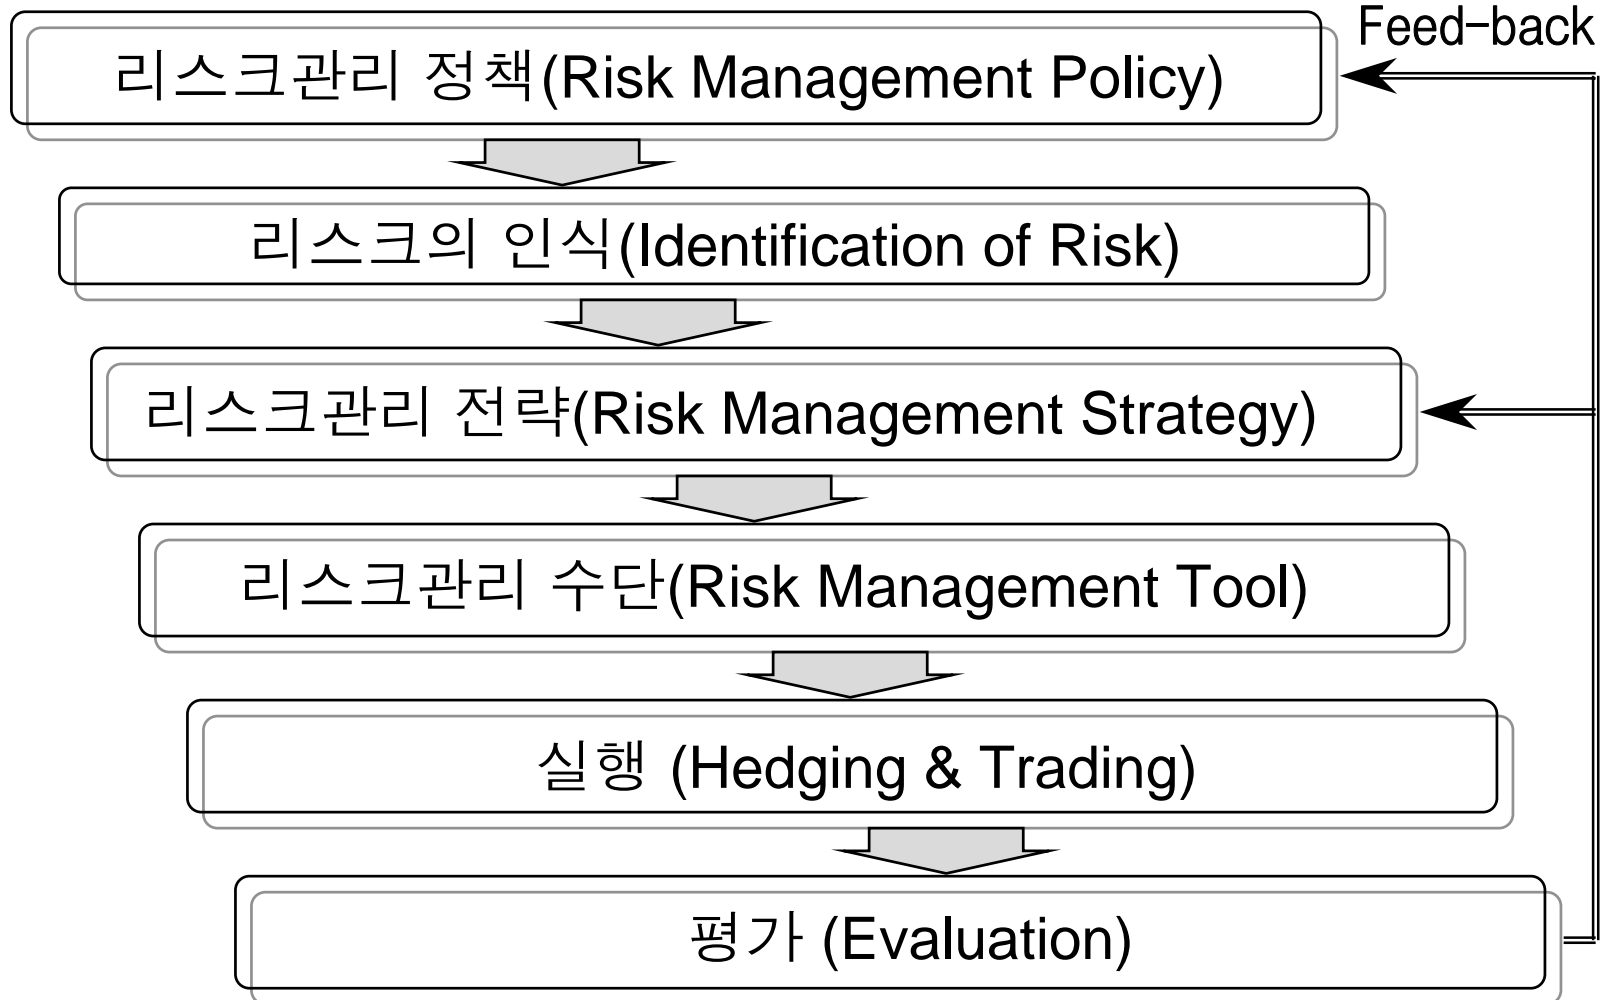 Feed-back
리스크관리 정책(Risk Management Policy)
리스크의 인식(Identification of Risk)
리스크관리 전략(Risk Management Strategy)
리스크관리 수단(Risk Management Tool)
실행 (Hedging & Trading)
평가 (Evaluation)